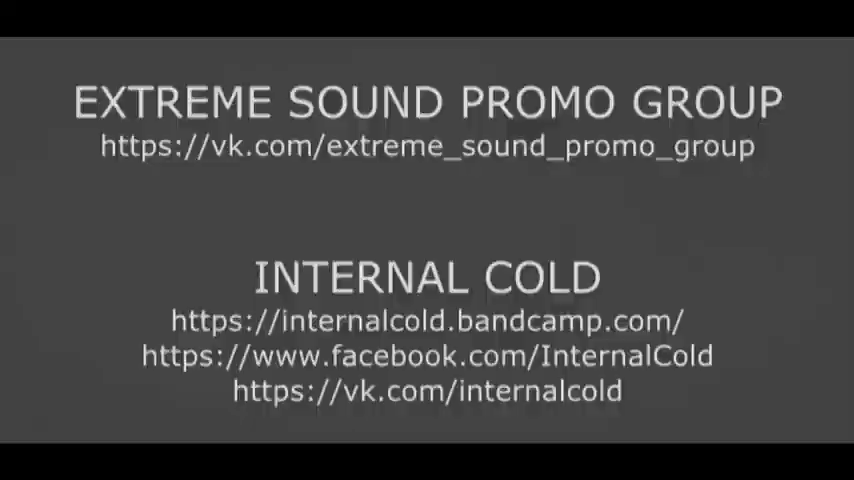 EXTREME SOUND PROMO GROUP
https://vk.com/extreme_sound_promo_group
INTERNAL COLD
https://internalcold.bandcamp.com/
https://www.facebook.com/InternalCold
https://vk.com/internalcold